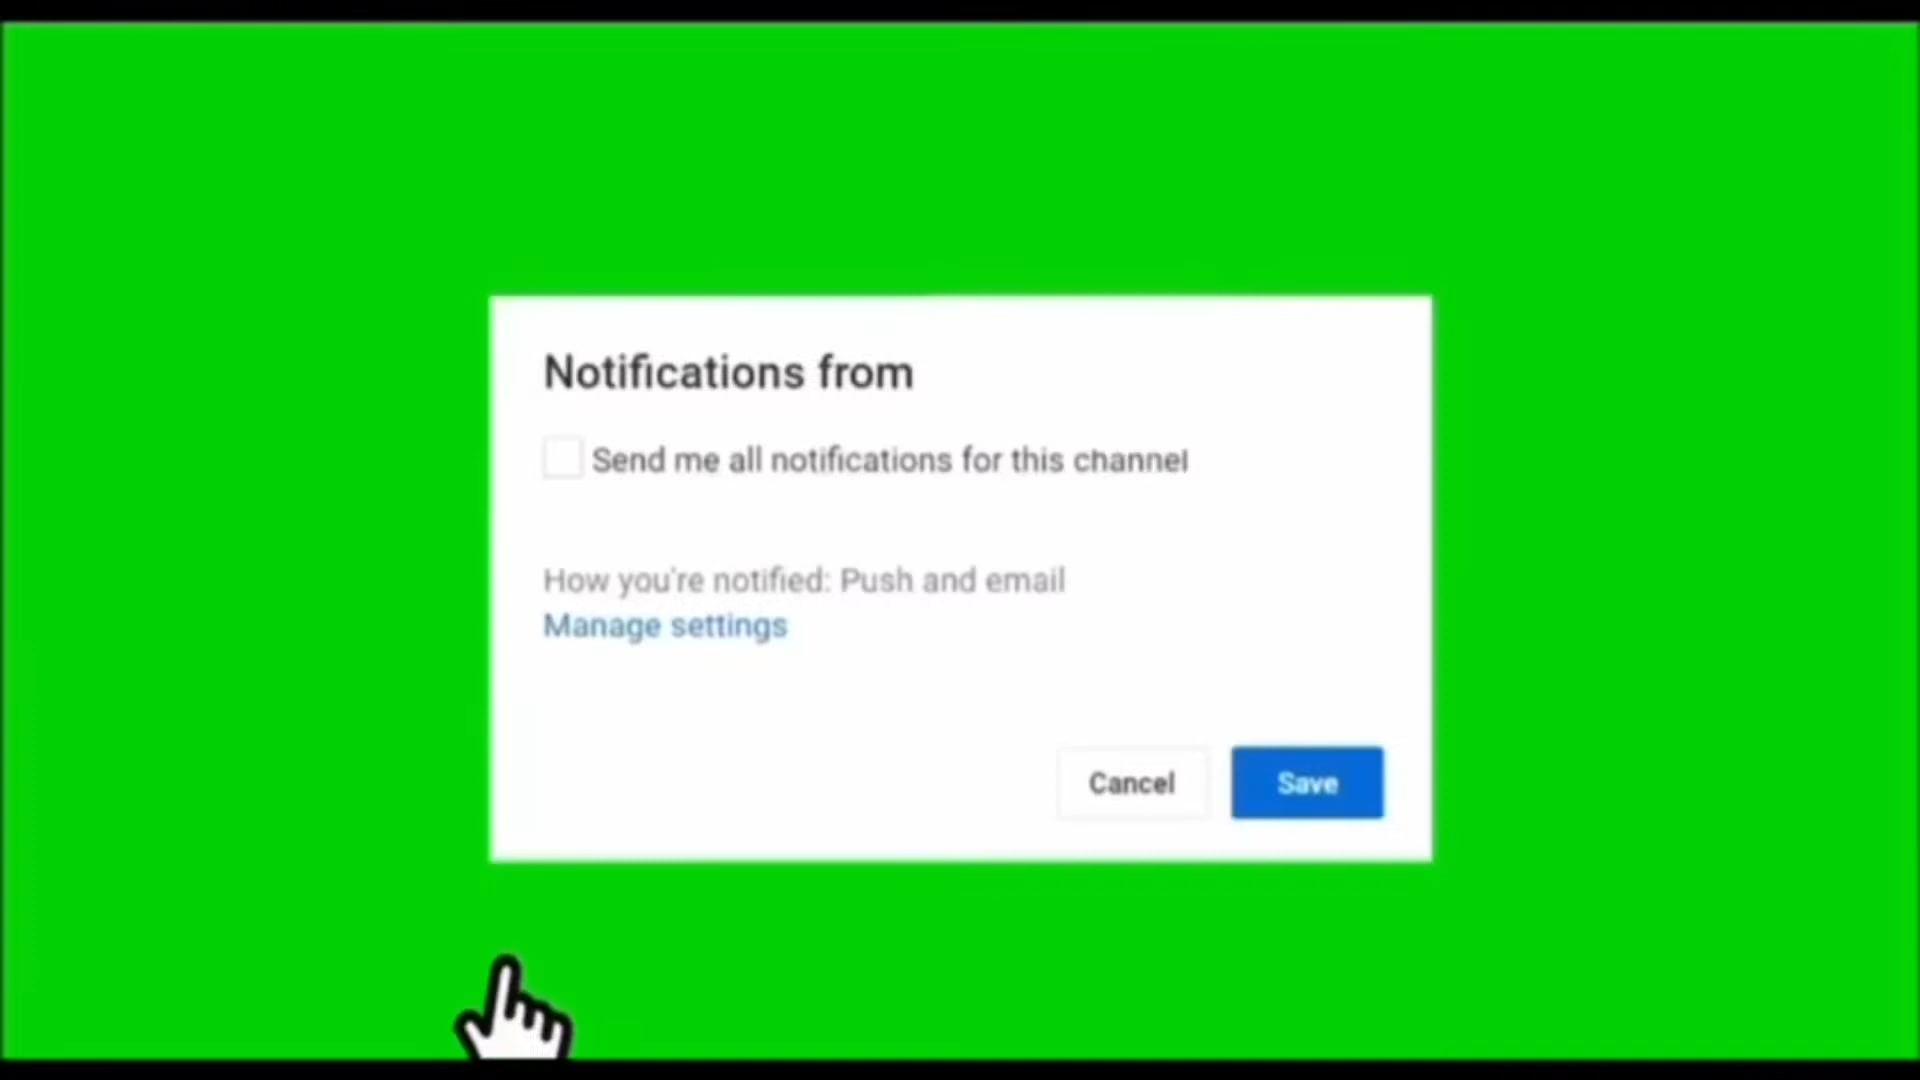 Notifications from
Send me all notifications for this channel
How you're notified: Push and email
Manage settings
Cancel
Save